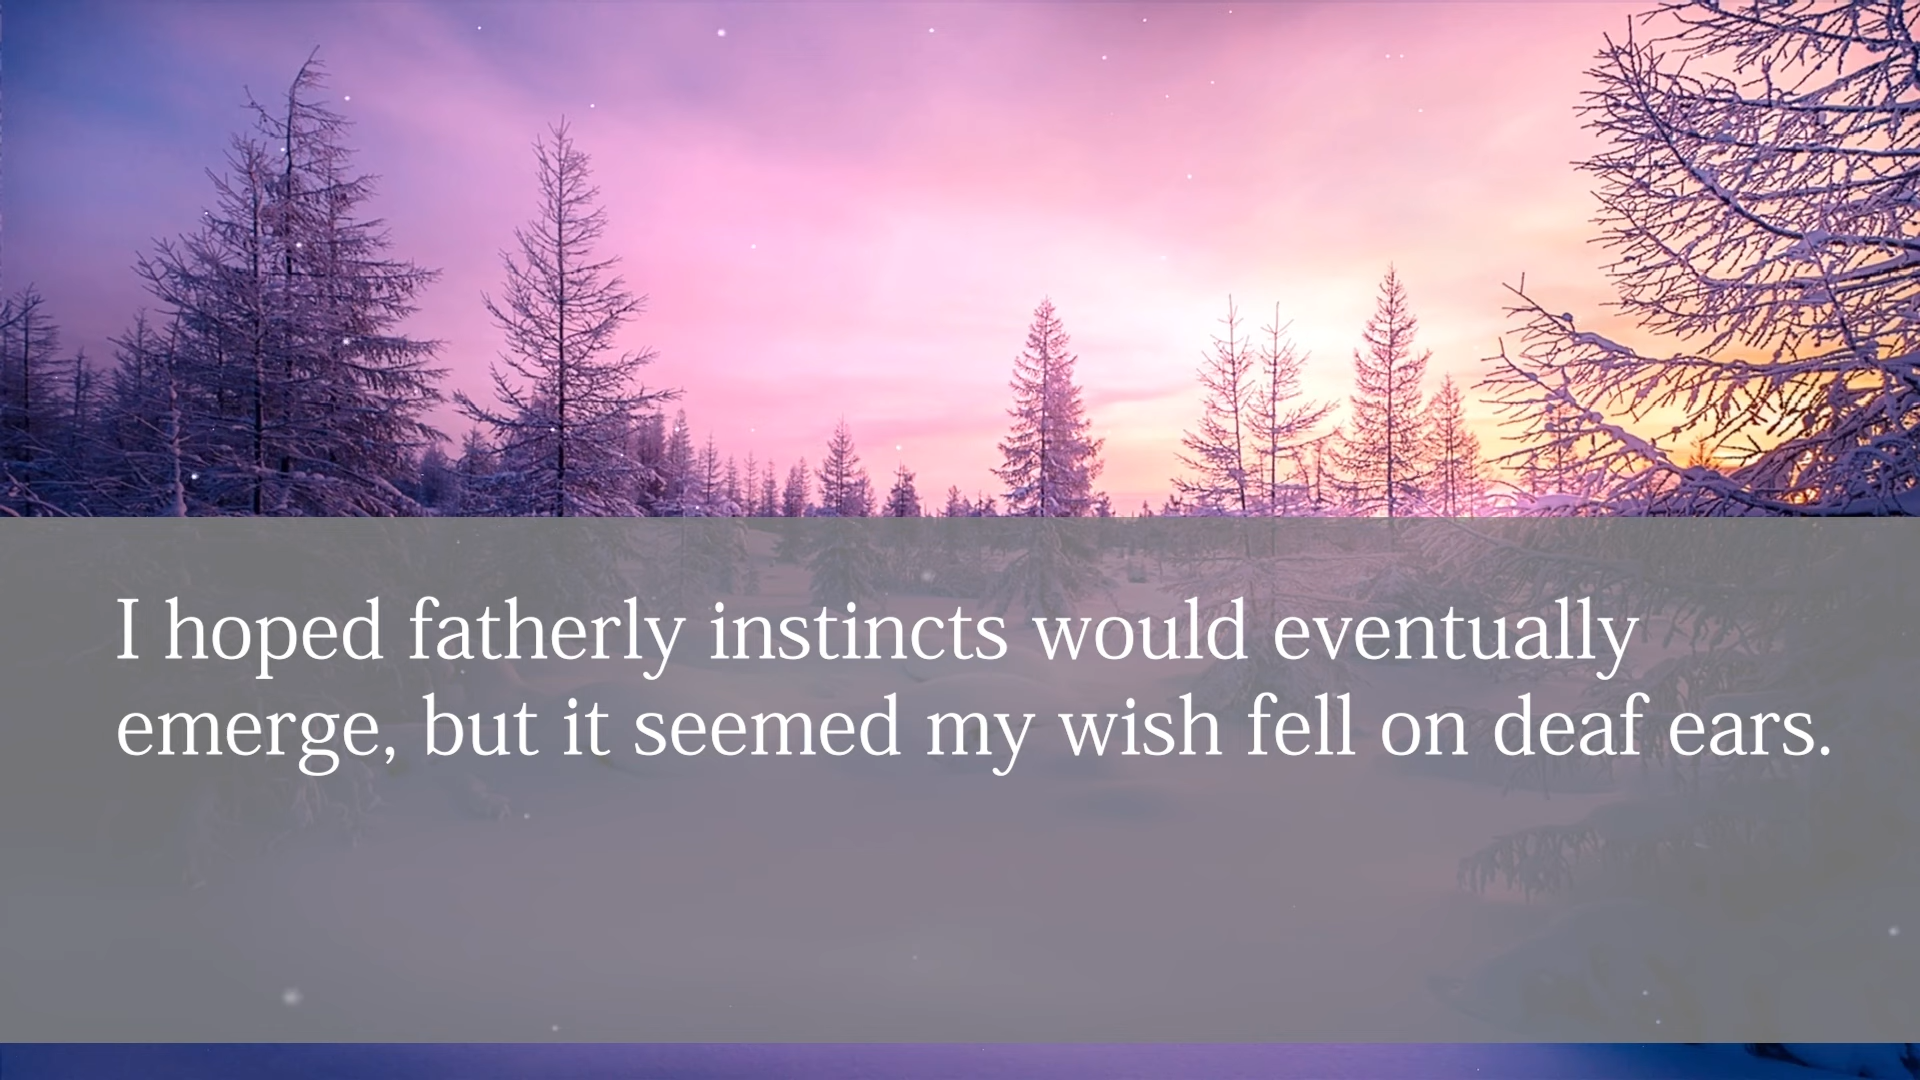 I hoped fatherly instincts would eventually
emerge, but it seemed my wish fell on deaf ears.